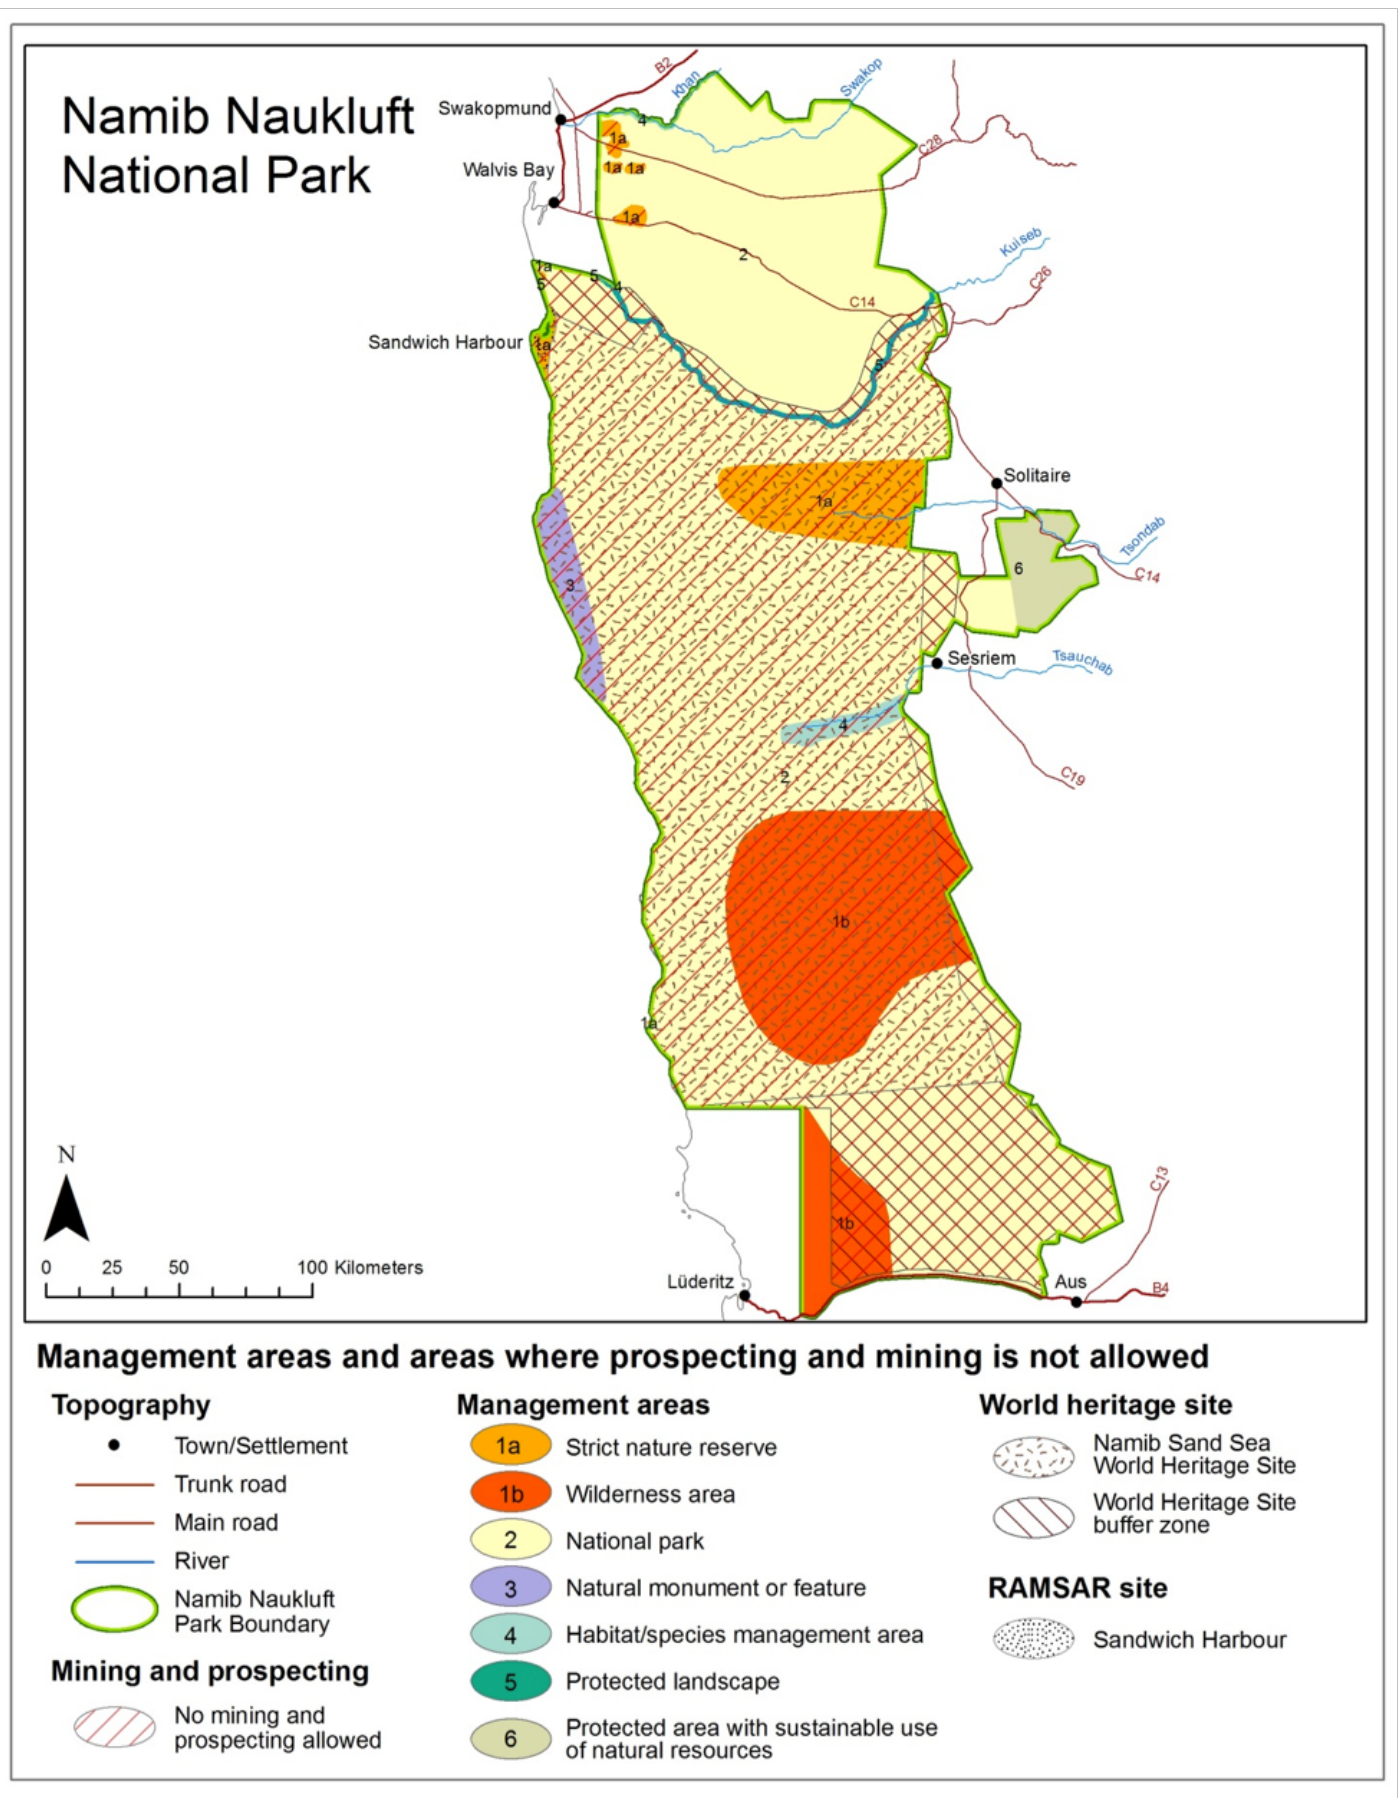 Namib Naukluft
National Park
B2
Khan
Swakop
Swakopmund
4
1a
C28
Walvis Bay
1a
1a
1a
2
Kuiseb
C26
1a
5
5
4
C14
Sandwich Harbour
1a
5
1a
Solitaire
Tsondab
C14
6
3
Sesriem
Tsauchab
4
2
C19
1b
1a
N
C13
1b
0
25
50
100 Kilometers
Lüderitz
Aus
B4
Management areas and areas where prospecting and mining is not allowed
Topography
Town/Settlement
Trunk road
Main road
River
Namib Naukluft
Park Boundary
Mining and prospecting
No mining and
prospecting allowed
Management areas
1a
Strict nature reserve
1b
Wilderness area
2
National park
3
Natural monument or feature
4
Habitat/species management area
5
Protected landscape
6
Protected area with sustainable use
of natural resources
World heritage site
Namib Sand Sea
World Heritage Site
World Heritage Site
buffer zone
RAMSAR site
Sandwich Harbour